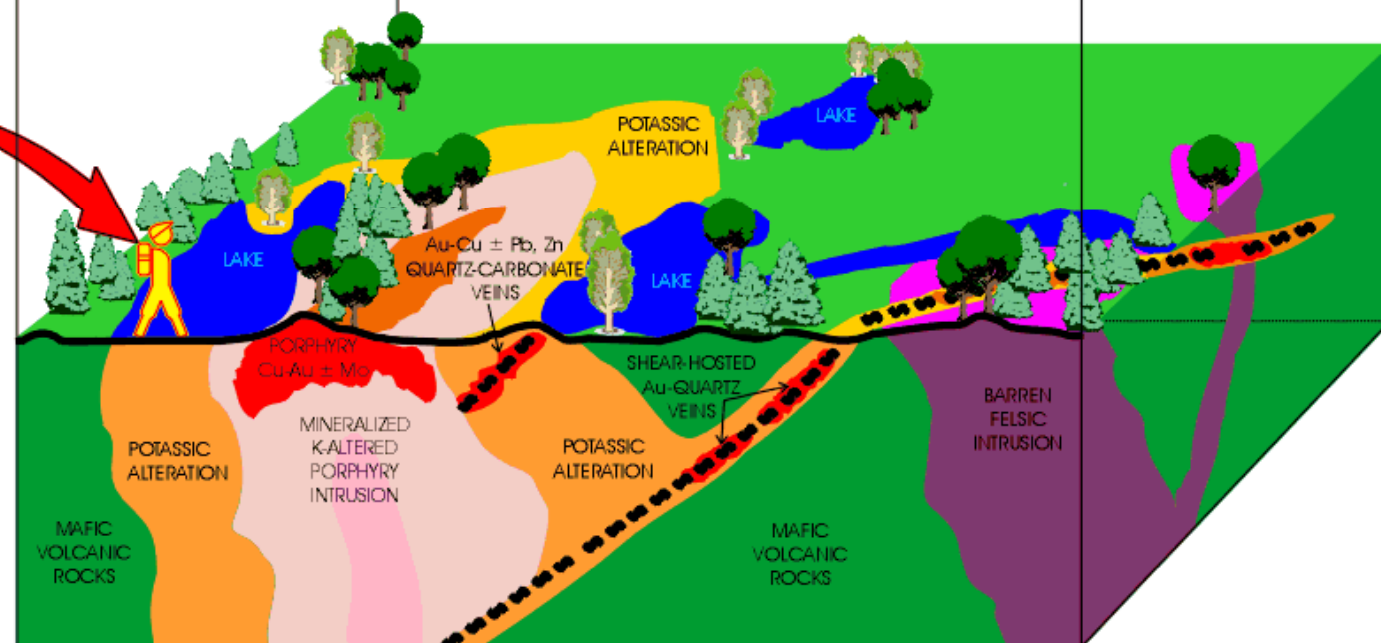 POTASSIC
ALTERATION
LAKE
LAKE
Au-Cu ± Pb, Zn
QUARTZ-CARBONATE
VEINS
LAKE
PORPHYRY
Cu-Au ± Mo
SHEAR-HOSTED
Au-QUARTZ
VEINS
MINERALIZED
K-ALTERED
PORPHYRY
INTRUSION
POTASSIC
ALTERATION
POTASSIC
ALTERATION
BARREN
FELSIC
INTRUSION
MAFIC
VOLCANIC
ROCKS
MAFIC
VOLCANIC
ROCKS